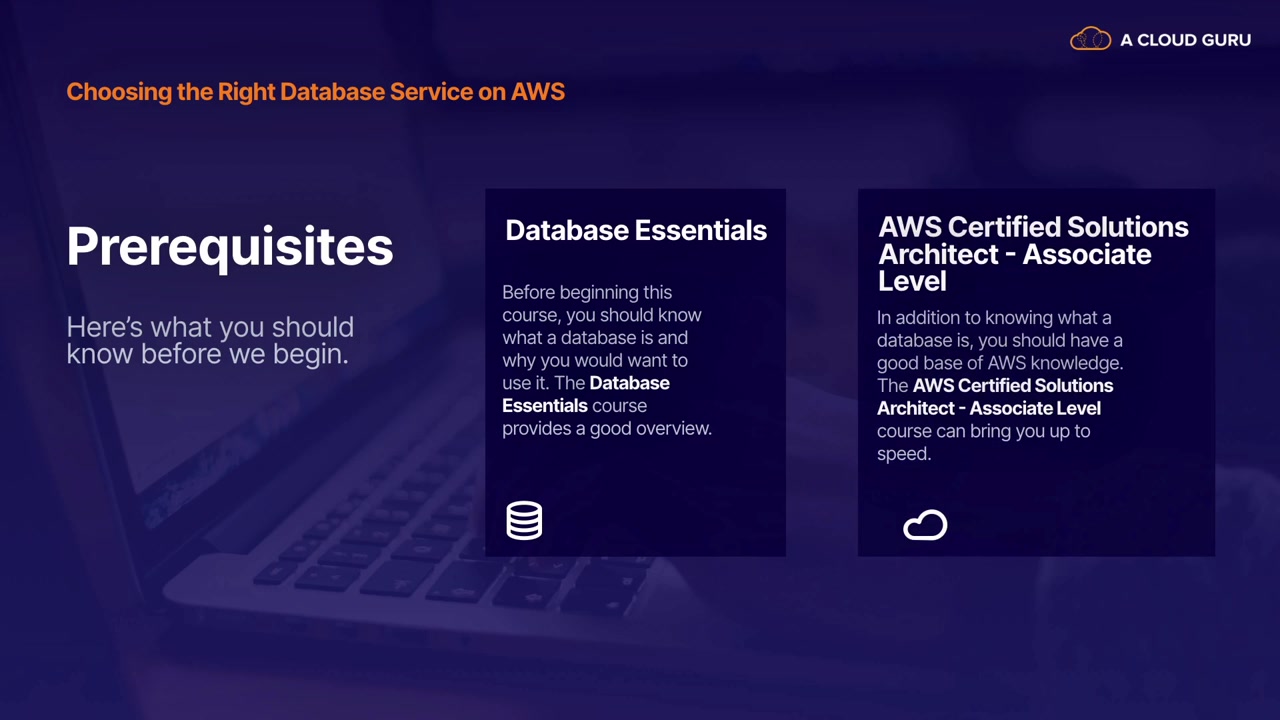 A CLOUD GURU
Choosing the Right Database Service on AWS
Prerequisites
Here’s what you should
know before we begin.
Database Essentials
Before beginning this
course, you should know
what a database is and
why you would want to
use it. The Database
Essentials course
provides a good overview.
AWS Certified Solutions
Architect - Associate
Level
In addition to knowing what a
database is, you should have a
good base of AWS knowledge.
The AWS Certified Solutions
Architect - Associate Level
course can bring you up to
speed.